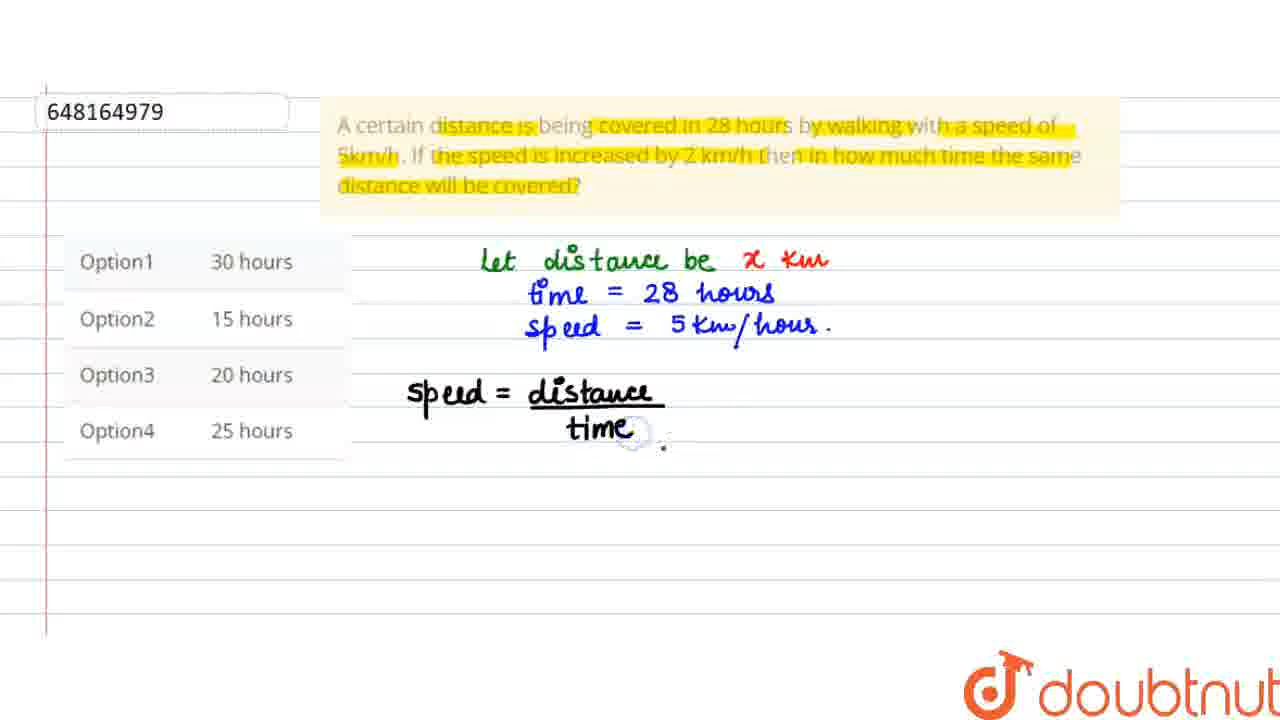 648164979
A certain distance is being covered in 28 hours by walking with a speed of
5km/h. If the speed is increased by 2 km/h then in how much time the same
distance will be covered?
Option1 30 hours
Option2 15 hours
Option3 20 hours
Option4 25 hours
Let distance be x km
time = 28 hours
speed = 5 km/hour.
speed = distance
time
doubtnut